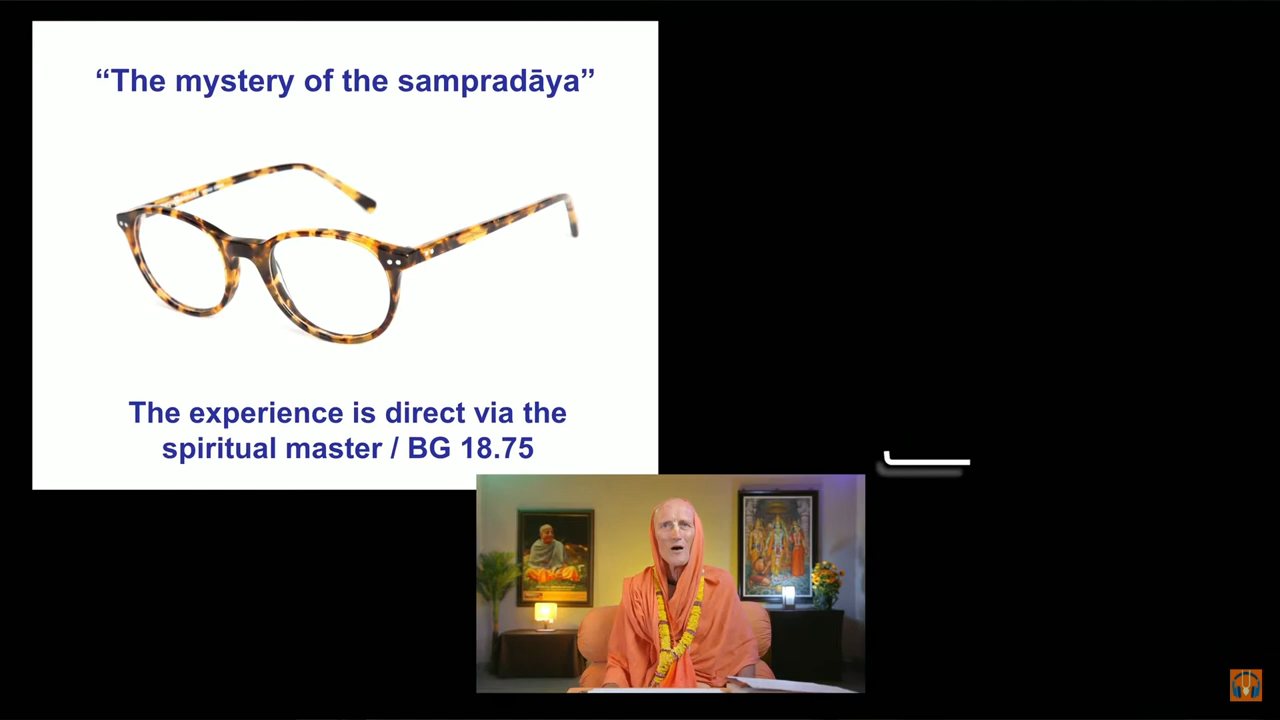 “The mystery of the sampradāya”
The experience is direct via the
spiritual master / BG 18.75